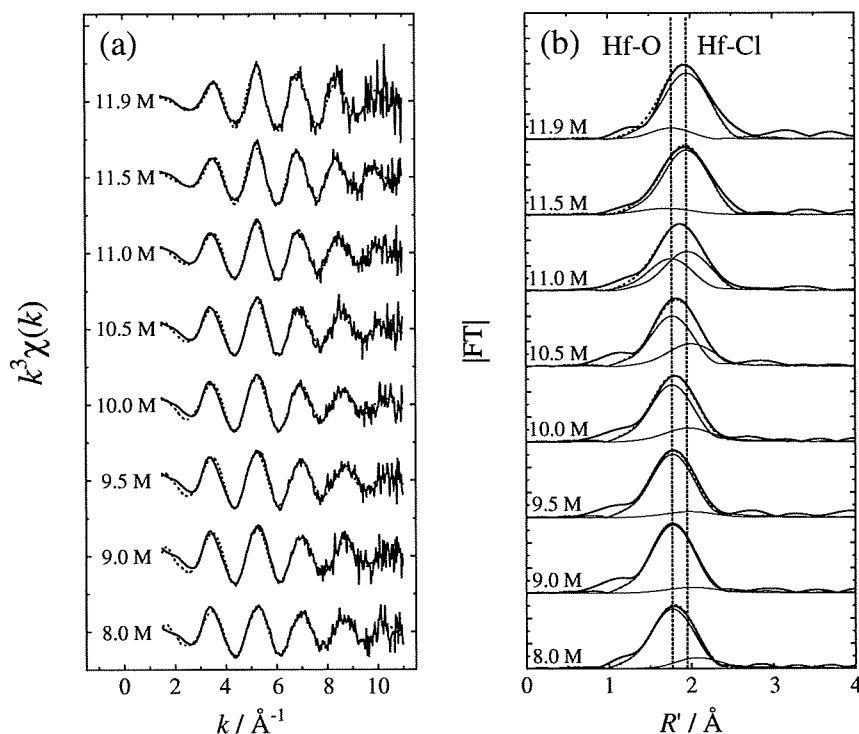 (a)
11.9 M
11.5 M
11.0 M
10.5 M
10.0 M
9.5 M
9.0 M
8.0 M
k³χ(k)
0 2 4 6 8 10
k / Å⁻¹
(b)
Hf-O Hf-Cl
11.9 M
11.5 M
11.0 M
10.5 M
10.0 M
9.5 M
9.0 M
8.0 M
|FT|
0 1 2 3 4
R' / Å